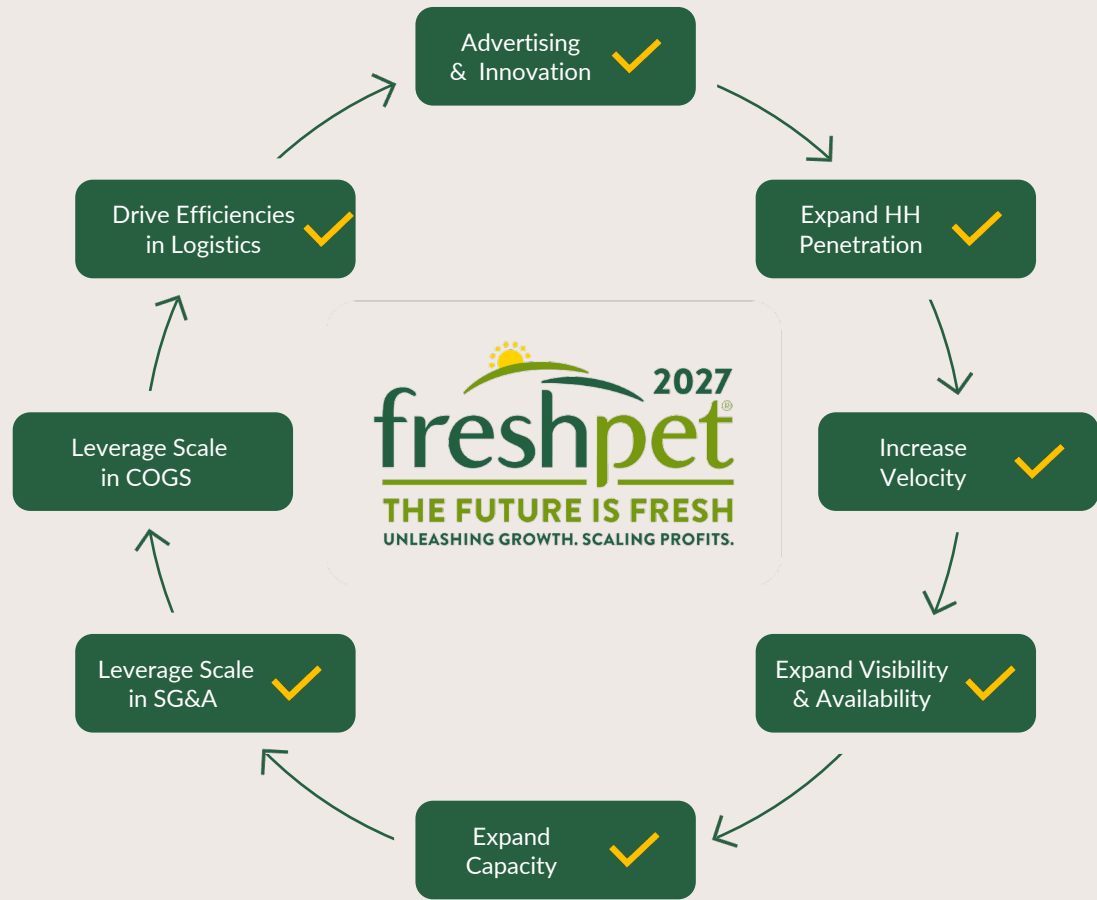 Advertising
& Innovation
Expand HH
Penetration
Increase
Velocity
Expand Visibility
& Availability
Expand
Capacity
Leverage Scale
in SG&A
Leverage Scale
in COGS
Drive Efficiencies
in Logistics
2027
freshpet®
THE FUTURE IS FRESH
UNLEASHING GROWTH. SCALING PROFITS.